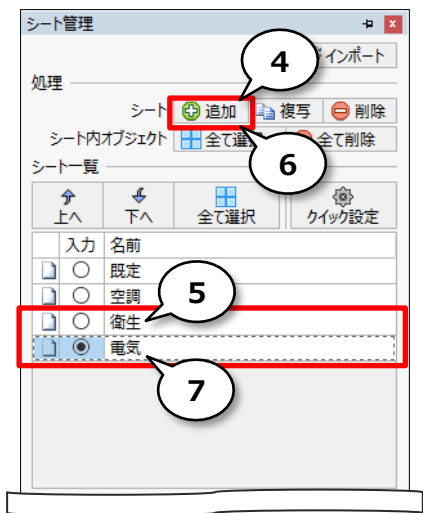 シート管理
4
インポート
処理
シート 追加 複写 削除
シート内オブジェクト 全て選 全て削除
6
シート一覧
上へ 下へ 全て選択 クイック設定
入力 名前
既定
空調
5
衛生
電気
7